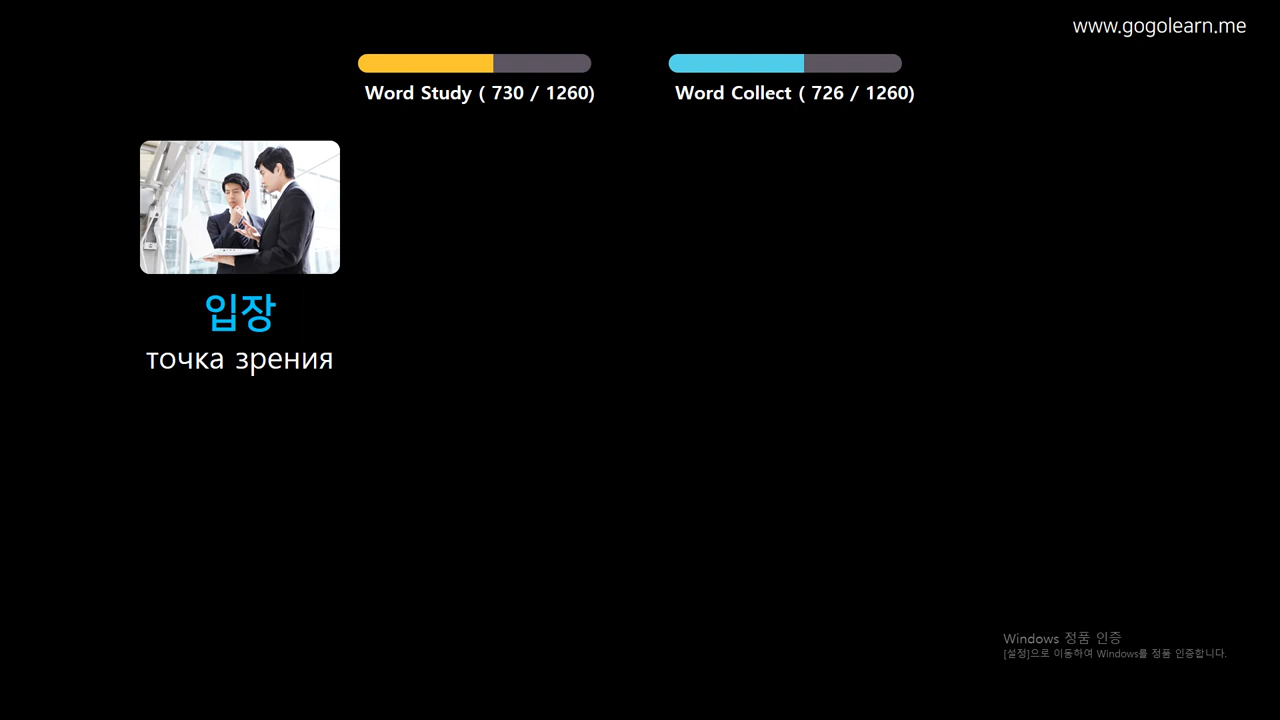 www.gogolearn.me
Word Study ( 730 / 1260)
Word Collect ( 726 / 1260)
입장
точка зрения
Windows 정품 인증
[설정]으로 이동하여 Windows를 정품 인증합니다.